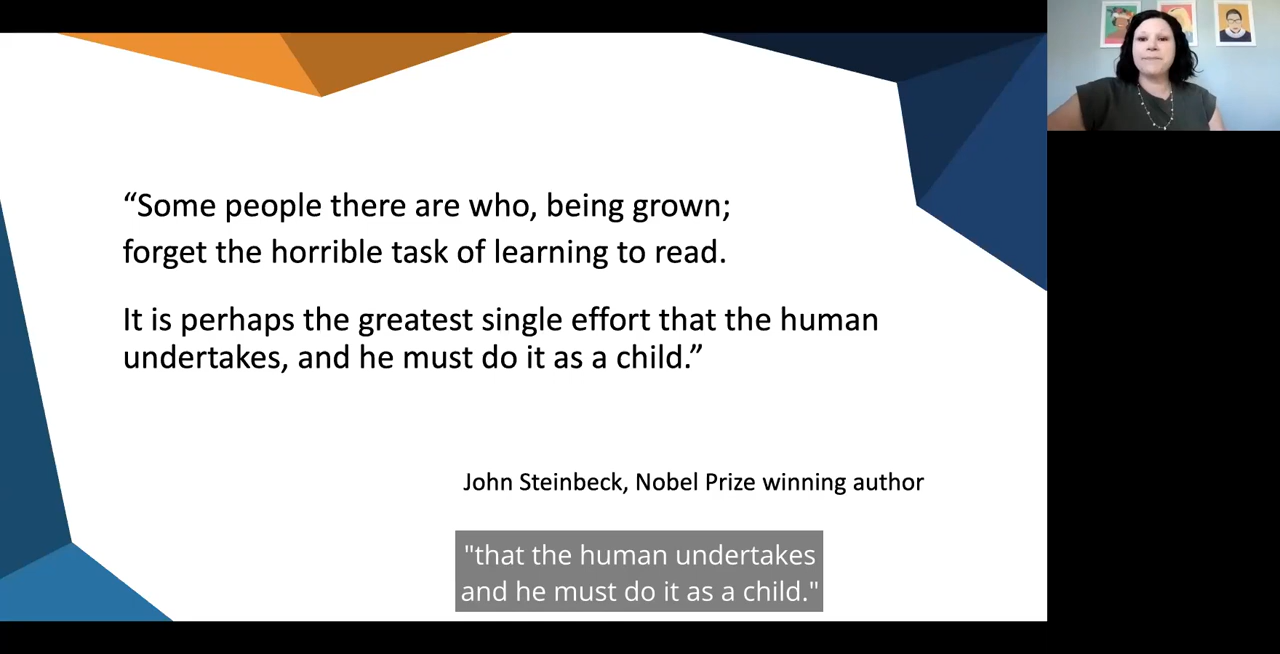 “Some people there are who, being grown;
forget the horrible task of learning to read.
It is perhaps the greatest single effort that the human
undertakes, and he must do it as a child.”
John Steinbeck, Nobel Prize winning author
"that the human undertakes
and he must do it as a child."